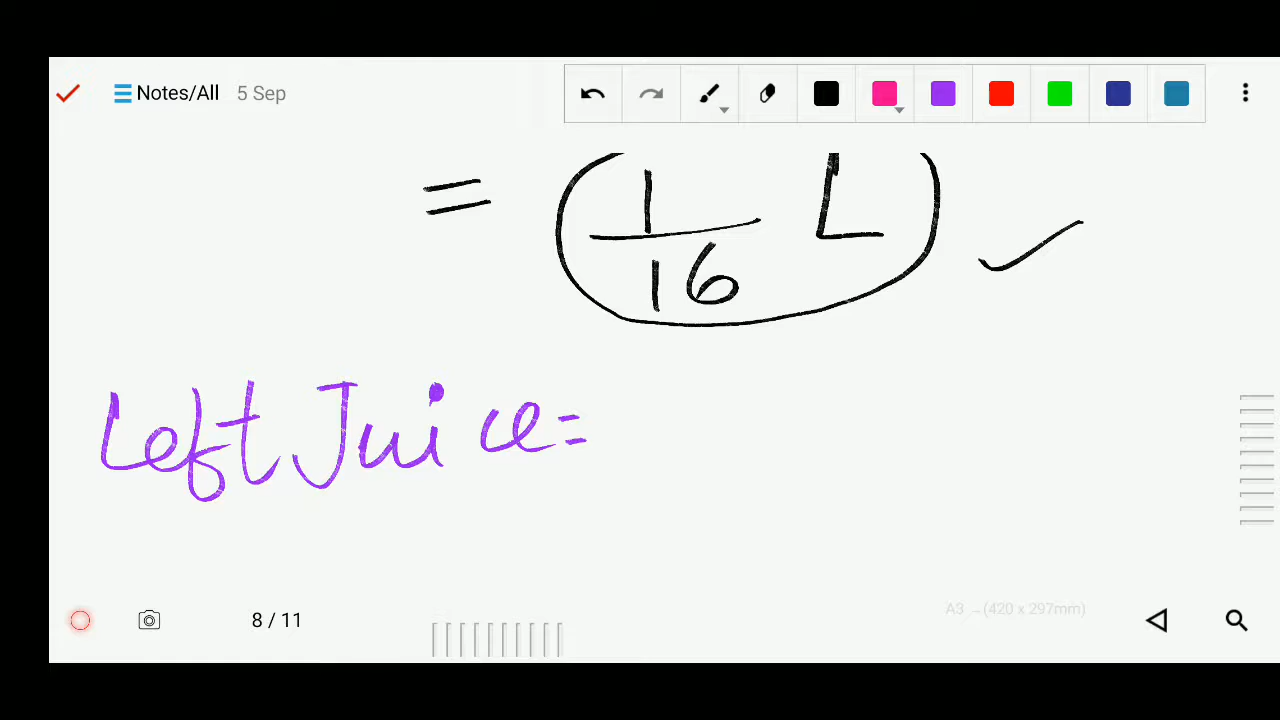 Notes/All 5 Sep
= 1/16 L
Left Juice=
8 / 11
A3 - (420 x 297mm)